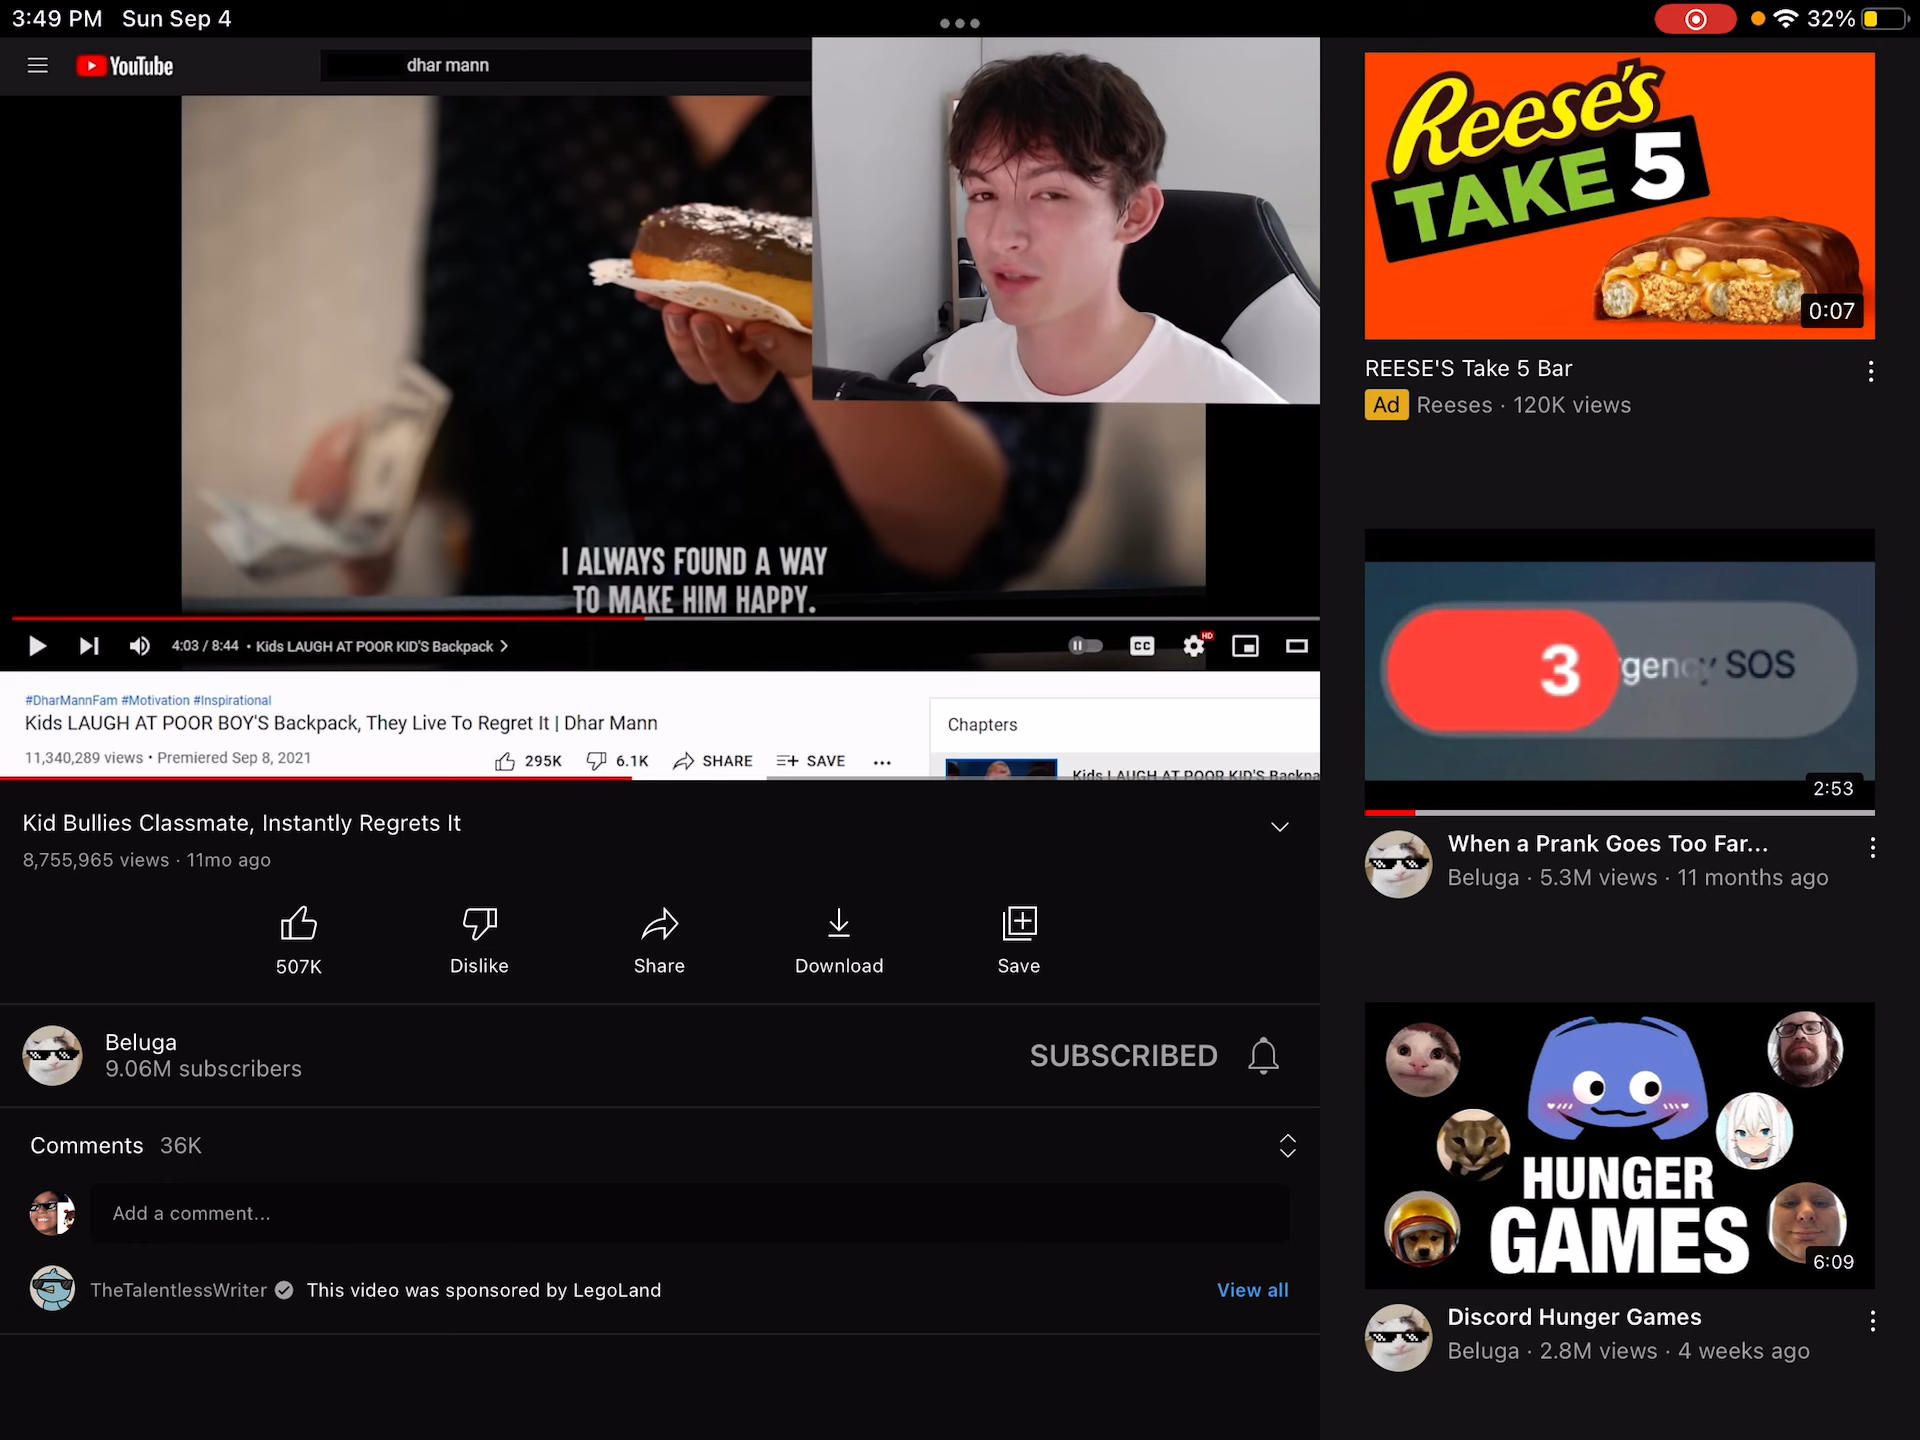 3:49 PM Sun Sep 4
32%
YouTube
dhar mann
I ALWAYS FOUND A WAY
TO MAKE HIM HAPPY.
4:03 / 8:44 • Kids LAUGH AT POOR KID'S Backpack
CC
HD
#DharMannFam #Motivation #Inspirational
Kids LAUGH AT POOR BOY'S Backpack, They Live To Regret It | Dhar Mann
11,340,289 views • Premiered Sep 8, 2021
295K
6.1K
SHARE
SAVE
Chapters
Kids LAUGH AT POOR KID'S Backpa
Kid Bullies Classmate, Instantly Regrets It
8,755,965 views · 11mo ago
507K
Dislike
Share
Download
Save
Beluga
9.06M subscribers
SUBSCRIBED
Comments 36K
Add a comment...
TheTalentlessWriter This video was sponsored by LegoLand
View all
Reese's
TAKE 5
0:07
REESE'S Take 5 Bar
Ad Reeses · 120K views
3 rgency SOS
2:53
When a Prank Goes Too Far...
Beluga · 5.3M views · 11 months ago
HUNGER
GAMES
6:09
Discord Hunger Games
Beluga · 2.8M views · 4 weeks ago